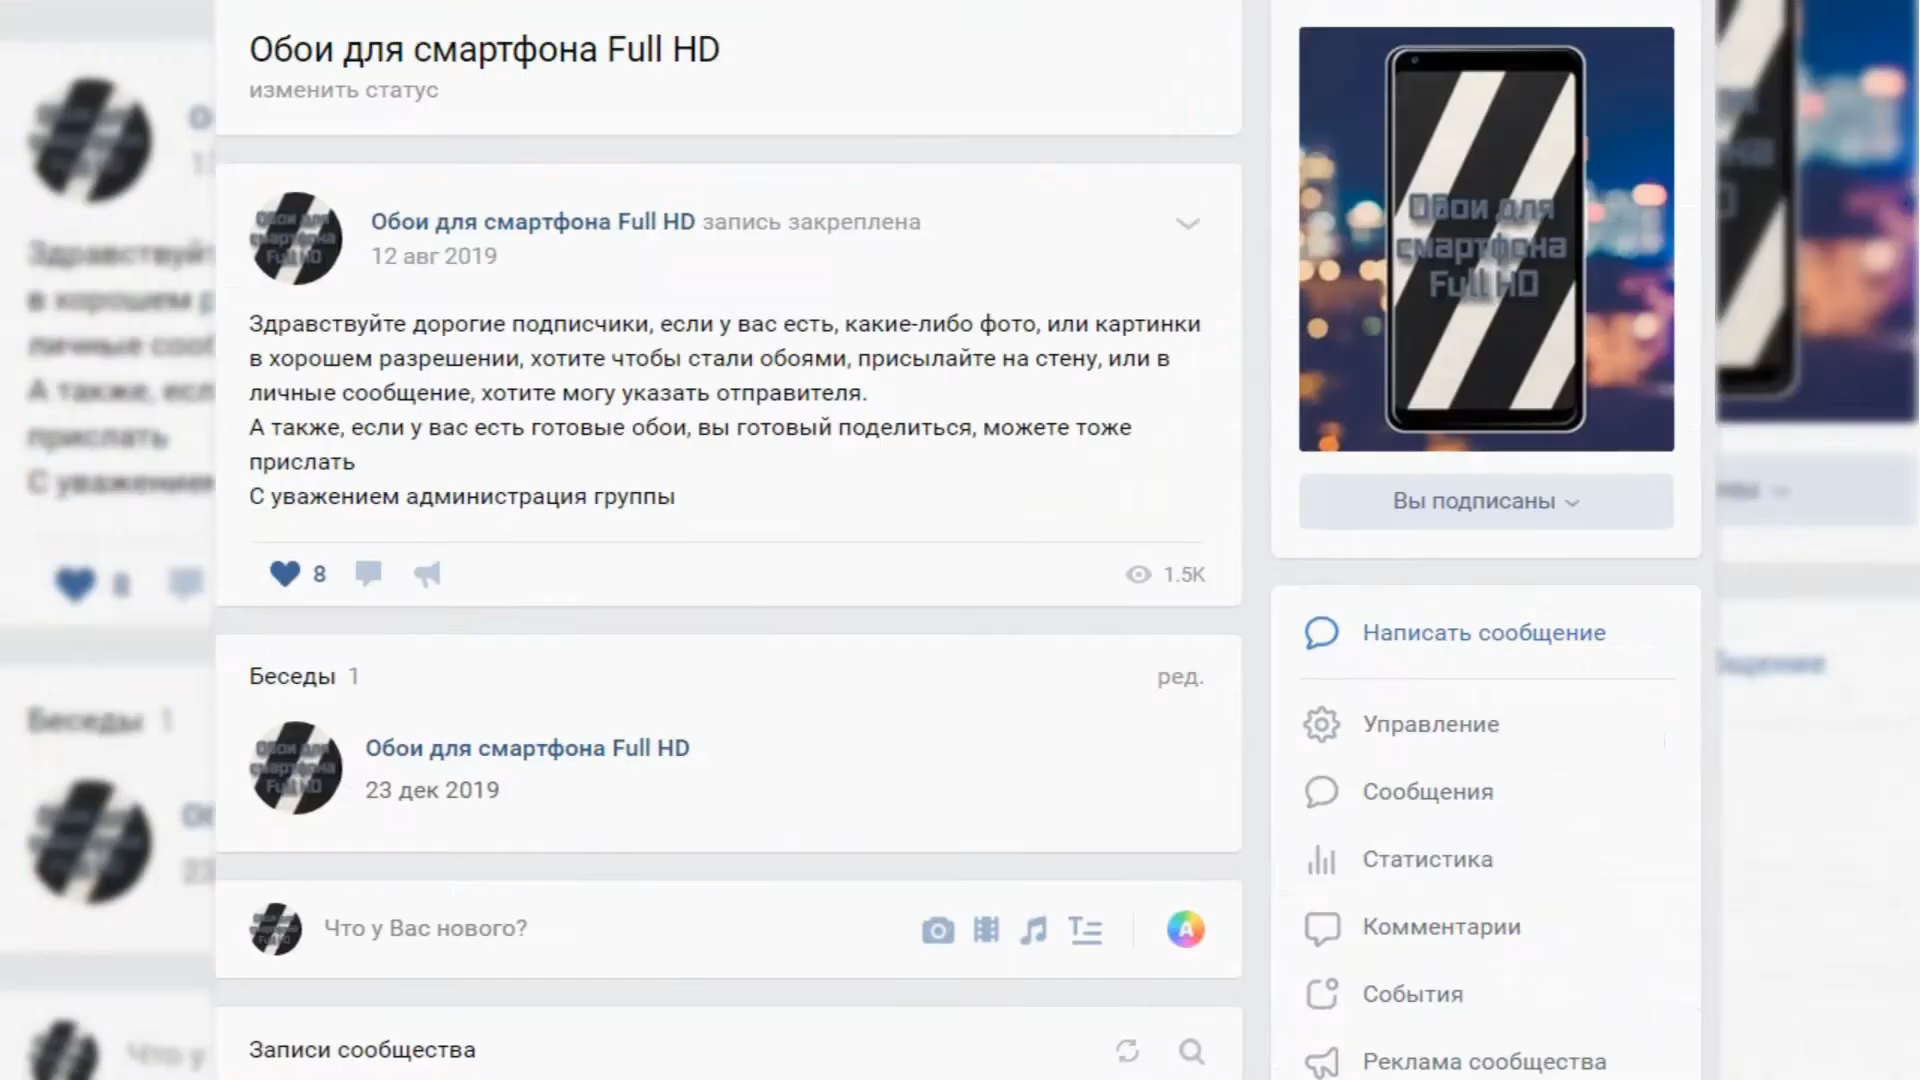 Обои для смартфона Full HD
изменить статус
Обои для смартфона Full HD запись закреплена
12 авг 2019
Здравствуйте дорогие подписчики, если у вас есть, какие-либо фото, или картинки
в хорошем разрешении, хотите чтобы стали обоями, присылайте на стену, или в
личные сообщение, хотите могу указать отправителя.
А также, если у вас есть готовые обои, вы готовый поделиться, можете тоже
прислать
С уважением администрация группы
8
1.5K
Беседы 1
ред.
Обои для смартфона Full HD
23 дек 2019
Что у Вас нового?
A
Записи сообщества
Обои для
смартфона
Full HD
Вы подписаны
Написать сообщение
Управление
Сообщения
Статистика
Комментарии
События
Реклама сообщества